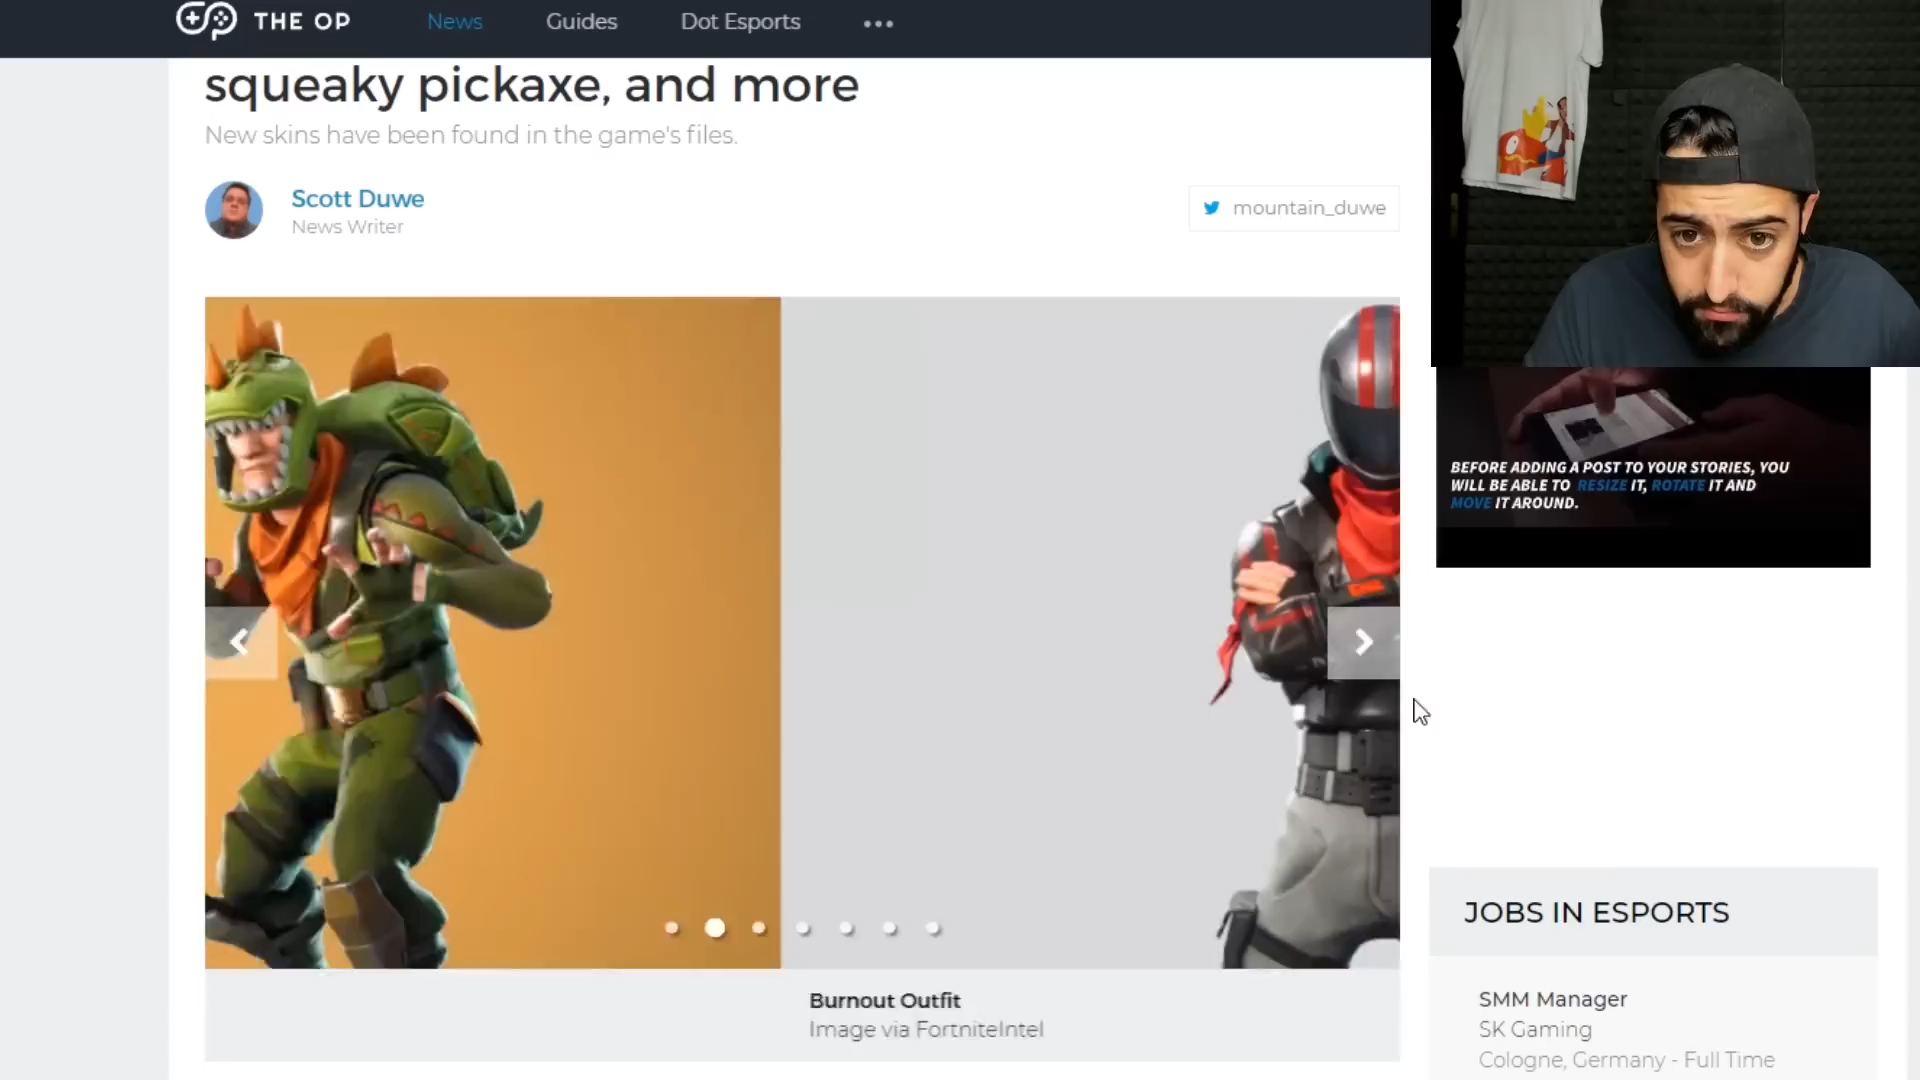 THE OP
News
Guides
Dot Esports
squeaky pickaxe, and more
New skins have been found in the game's files.
Scott Duwe
News Writer
mountain_duwe
BEFORE ADDING A POST TO YOUR STORIES, YOU
WILL BE ABLE TO RESIZE IT, ROTATE IT AND
MOVE IT AROUND.
Burnout Outfit
Image via FortniteIntel
JOBS IN ESPORTS
SMM Manager
SK Gaming
Cologne, Germany - Full Time